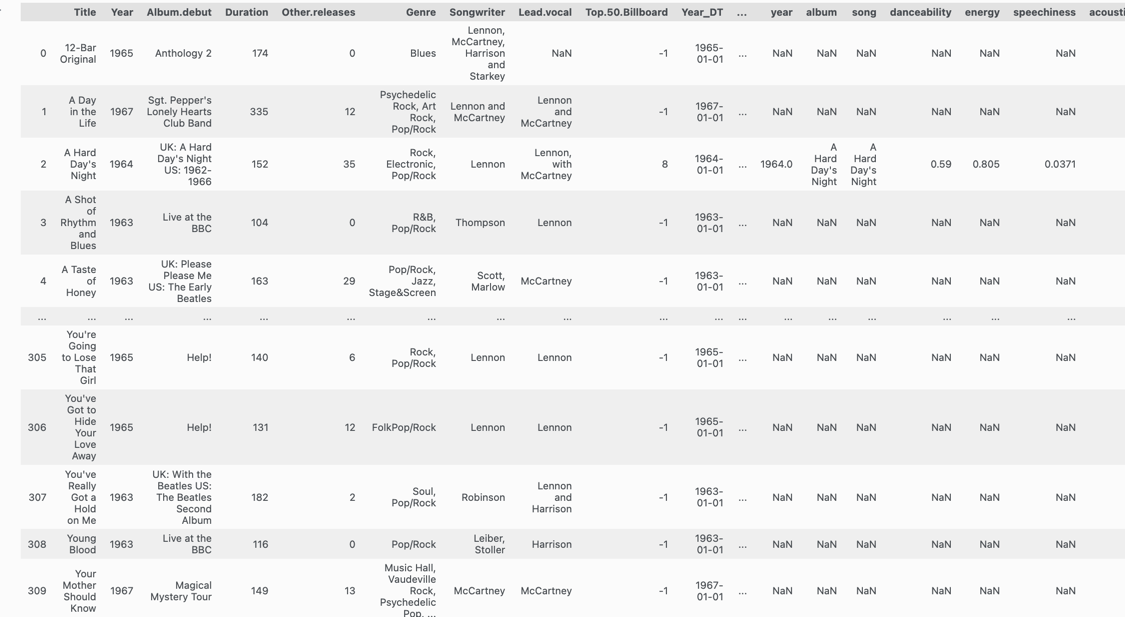 Title Year Album.debut Duration Other.releases Genre Songwriter Lead.vocal Top.50.Billboard Year_DT ... year album song danceability energy speechiness acousti
0 12-Bar Original 1965 Anthology 2 174 0 Blues Lennon, McCartney, Harrison and Starkey NaN -1 1965-01-01 ... NaN NaN NaN NaN NaN NaN
1 A Day in the Life 1967 Sgt. Pepper's Lonely Hearts Club Band 335 12 Psychedelic Rock, Art Rock, Pop/Rock Lennon and McCartney Lennon and McCartney -1 1967-01-01 ... NaN NaN NaN NaN NaN NaN
2 A Hard Day's Night 1964 UK: A Hard Day's Night US: 1962-1966 152 35 Rock, Electronic, Pop/Rock Lennon Lennon, with McCartney 8 1964-01-01 ... 1964.0 A Hard Day's Night A Hard Day's Night 0.59 0.805 0.0371
3 A Shot of Rhythm and Blues 1963 Live at the BBC 104 0 R&B, Pop/Rock Thompson Lennon -1 1963-01-01 ... NaN NaN NaN NaN NaN NaN
4 A Taste of Honey 1963 UK: Please Please Me US: The Early Beatles 163 29 Pop/Rock, Jazz, Stage&Screen Scott, Marlow McCartney -1 1963-01-01 ... NaN NaN NaN NaN NaN NaN
... ... ... ... ... ... ... ... ... ... ... ... ... ... ... ... ... ...
305 You're Going to Lose That Girl 1965 Help! 140 6 Rock, Pop/Rock Lennon Lennon -1 1965-01-01 ... NaN NaN NaN NaN NaN NaN
306 You've Got to Hide Your Love Away 1965 Help! 131 12 FolkPop/Rock Lennon Lennon -1 1965-01-01 ... NaN NaN NaN NaN NaN NaN
307 You've Really Got a Hold on Me 1963 UK: With the Beatles US: The Beatles Second Album 182 2 Soul, Pop/Rock Robinson Lennon and Harrison -1 1963-01-01 ... NaN NaN NaN NaN NaN NaN
308 Young Blood 1963 Live at the BBC 116 0 Pop/Rock Leiber, Stoller Harrison -1 1963-01-01 ... NaN NaN NaN NaN NaN NaN
309 Your Mother Should Know 1967 Magical Mystery Tour 149 13 Music Hall, Vaudeville Rock, Psychedelic Pop, ... McCartney McCartney -1 1967-01-01 ... NaN NaN NaN NaN NaN NaN